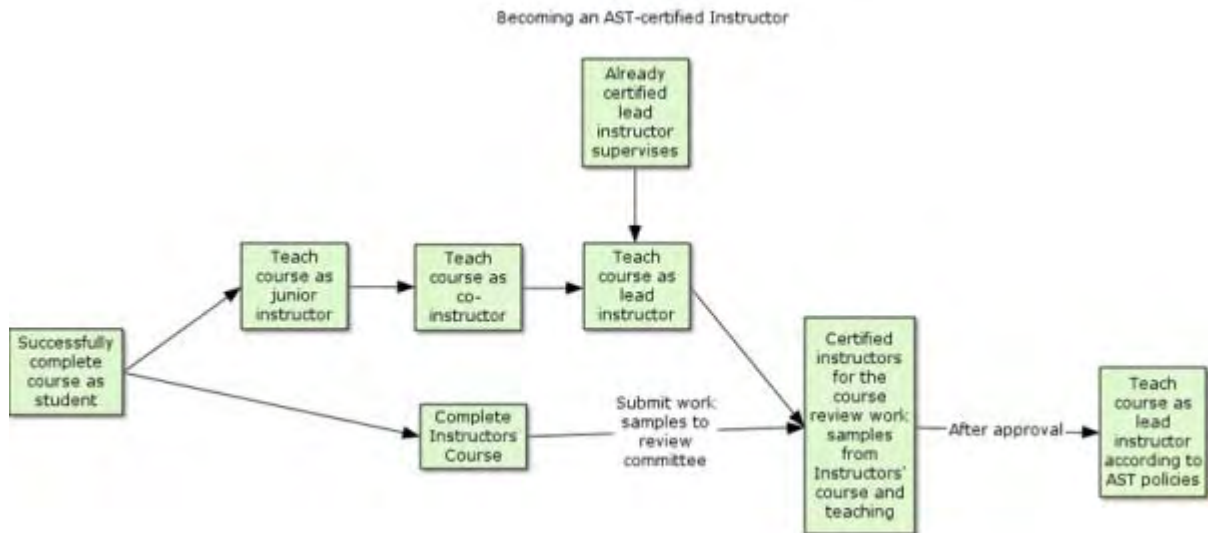 Becoming an AST-certified Instructor
Already
certified
lead
instructor
supervises
Teach
course as
junior
instructor
Teach
course as
co-
instructor
Teach
course as
lead
instructor
Successfully
complete
course as
student
Complete
Instructors
Course
Submit work
samples to
review
committee
Certified
instructors
for the
course
review work
samples
from
Instructors'
course and
teaching
After approval
Teach
course as
lead
instructor
according to
AST policies